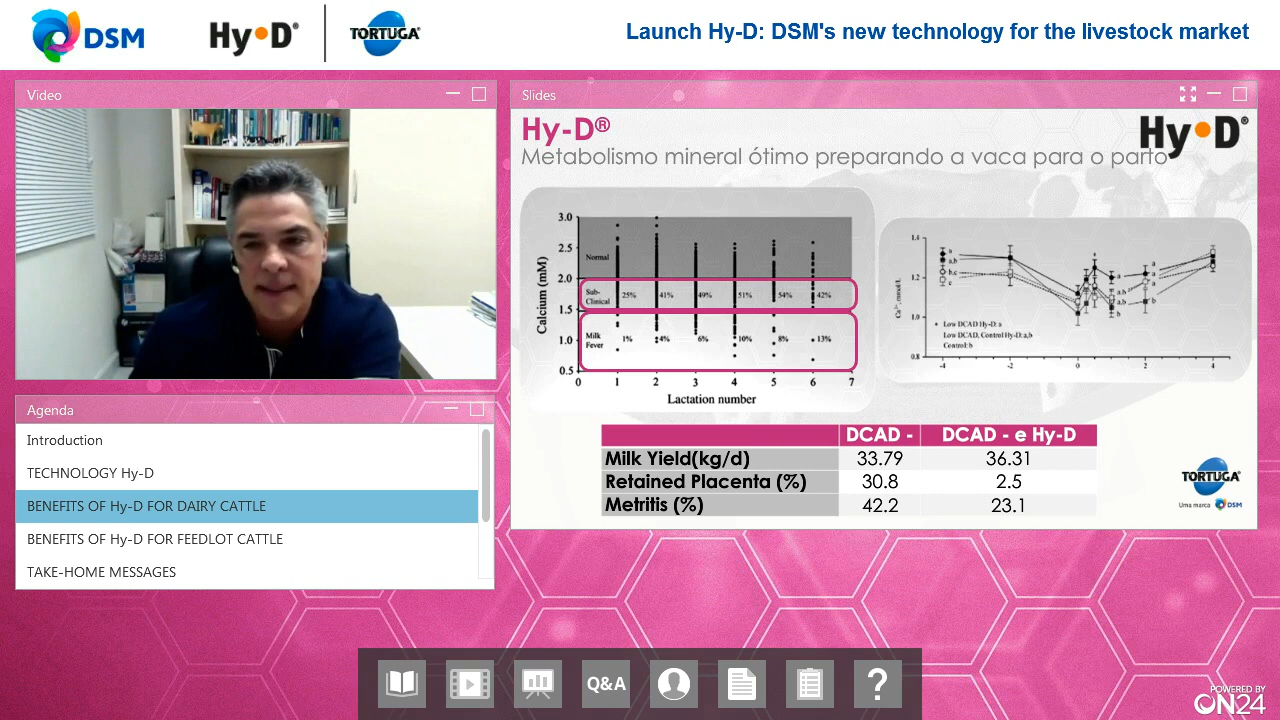 DSM
Hy•D®
TORTUGA
Launch Hy-D: DSM's new technology for the livestock market
Video
Slides
Hy-D®
Hy•D®
Metabolismo mineral ótimo preparando a vaca para o parto
3.0
2.5
2.0
1.5
1.0
0.5
Calcium (mM)
Normal
Sub-
Clinical
25% 41% 49% 51% 54% 42%
Milk
Fever
1% 4% 6% 10% 8% 13%
0 1 2 3 4 5 6 7
Lactation number
1.4
1.2
1.0
0.8
a
a,b
b,c
c
a
a,b
b
a
a
b
Low DCAD Hy-D: a
Low DCAD, Control Hy-D: a,b
Control: b
-4 -2 0 2 4
DCAD - DCAD - e Hy-D
Milk Yield(kg/d) 33.79 36.31
Retained Placenta (%) 30.8 2.5
Metritis (%) 42.2 23.1
TORTUGA
Uma marca DSM
Agenda
Introduction
TECHNOLOGY Hy-D
BENEFITS OF Hy-D FOR DAIRY CATTLE
BENEFITS OF Hy-D FOR FEEDLOT CATTLE
TAKE-HOME MESSAGES
Q&A
?
POWERED BY
ON24